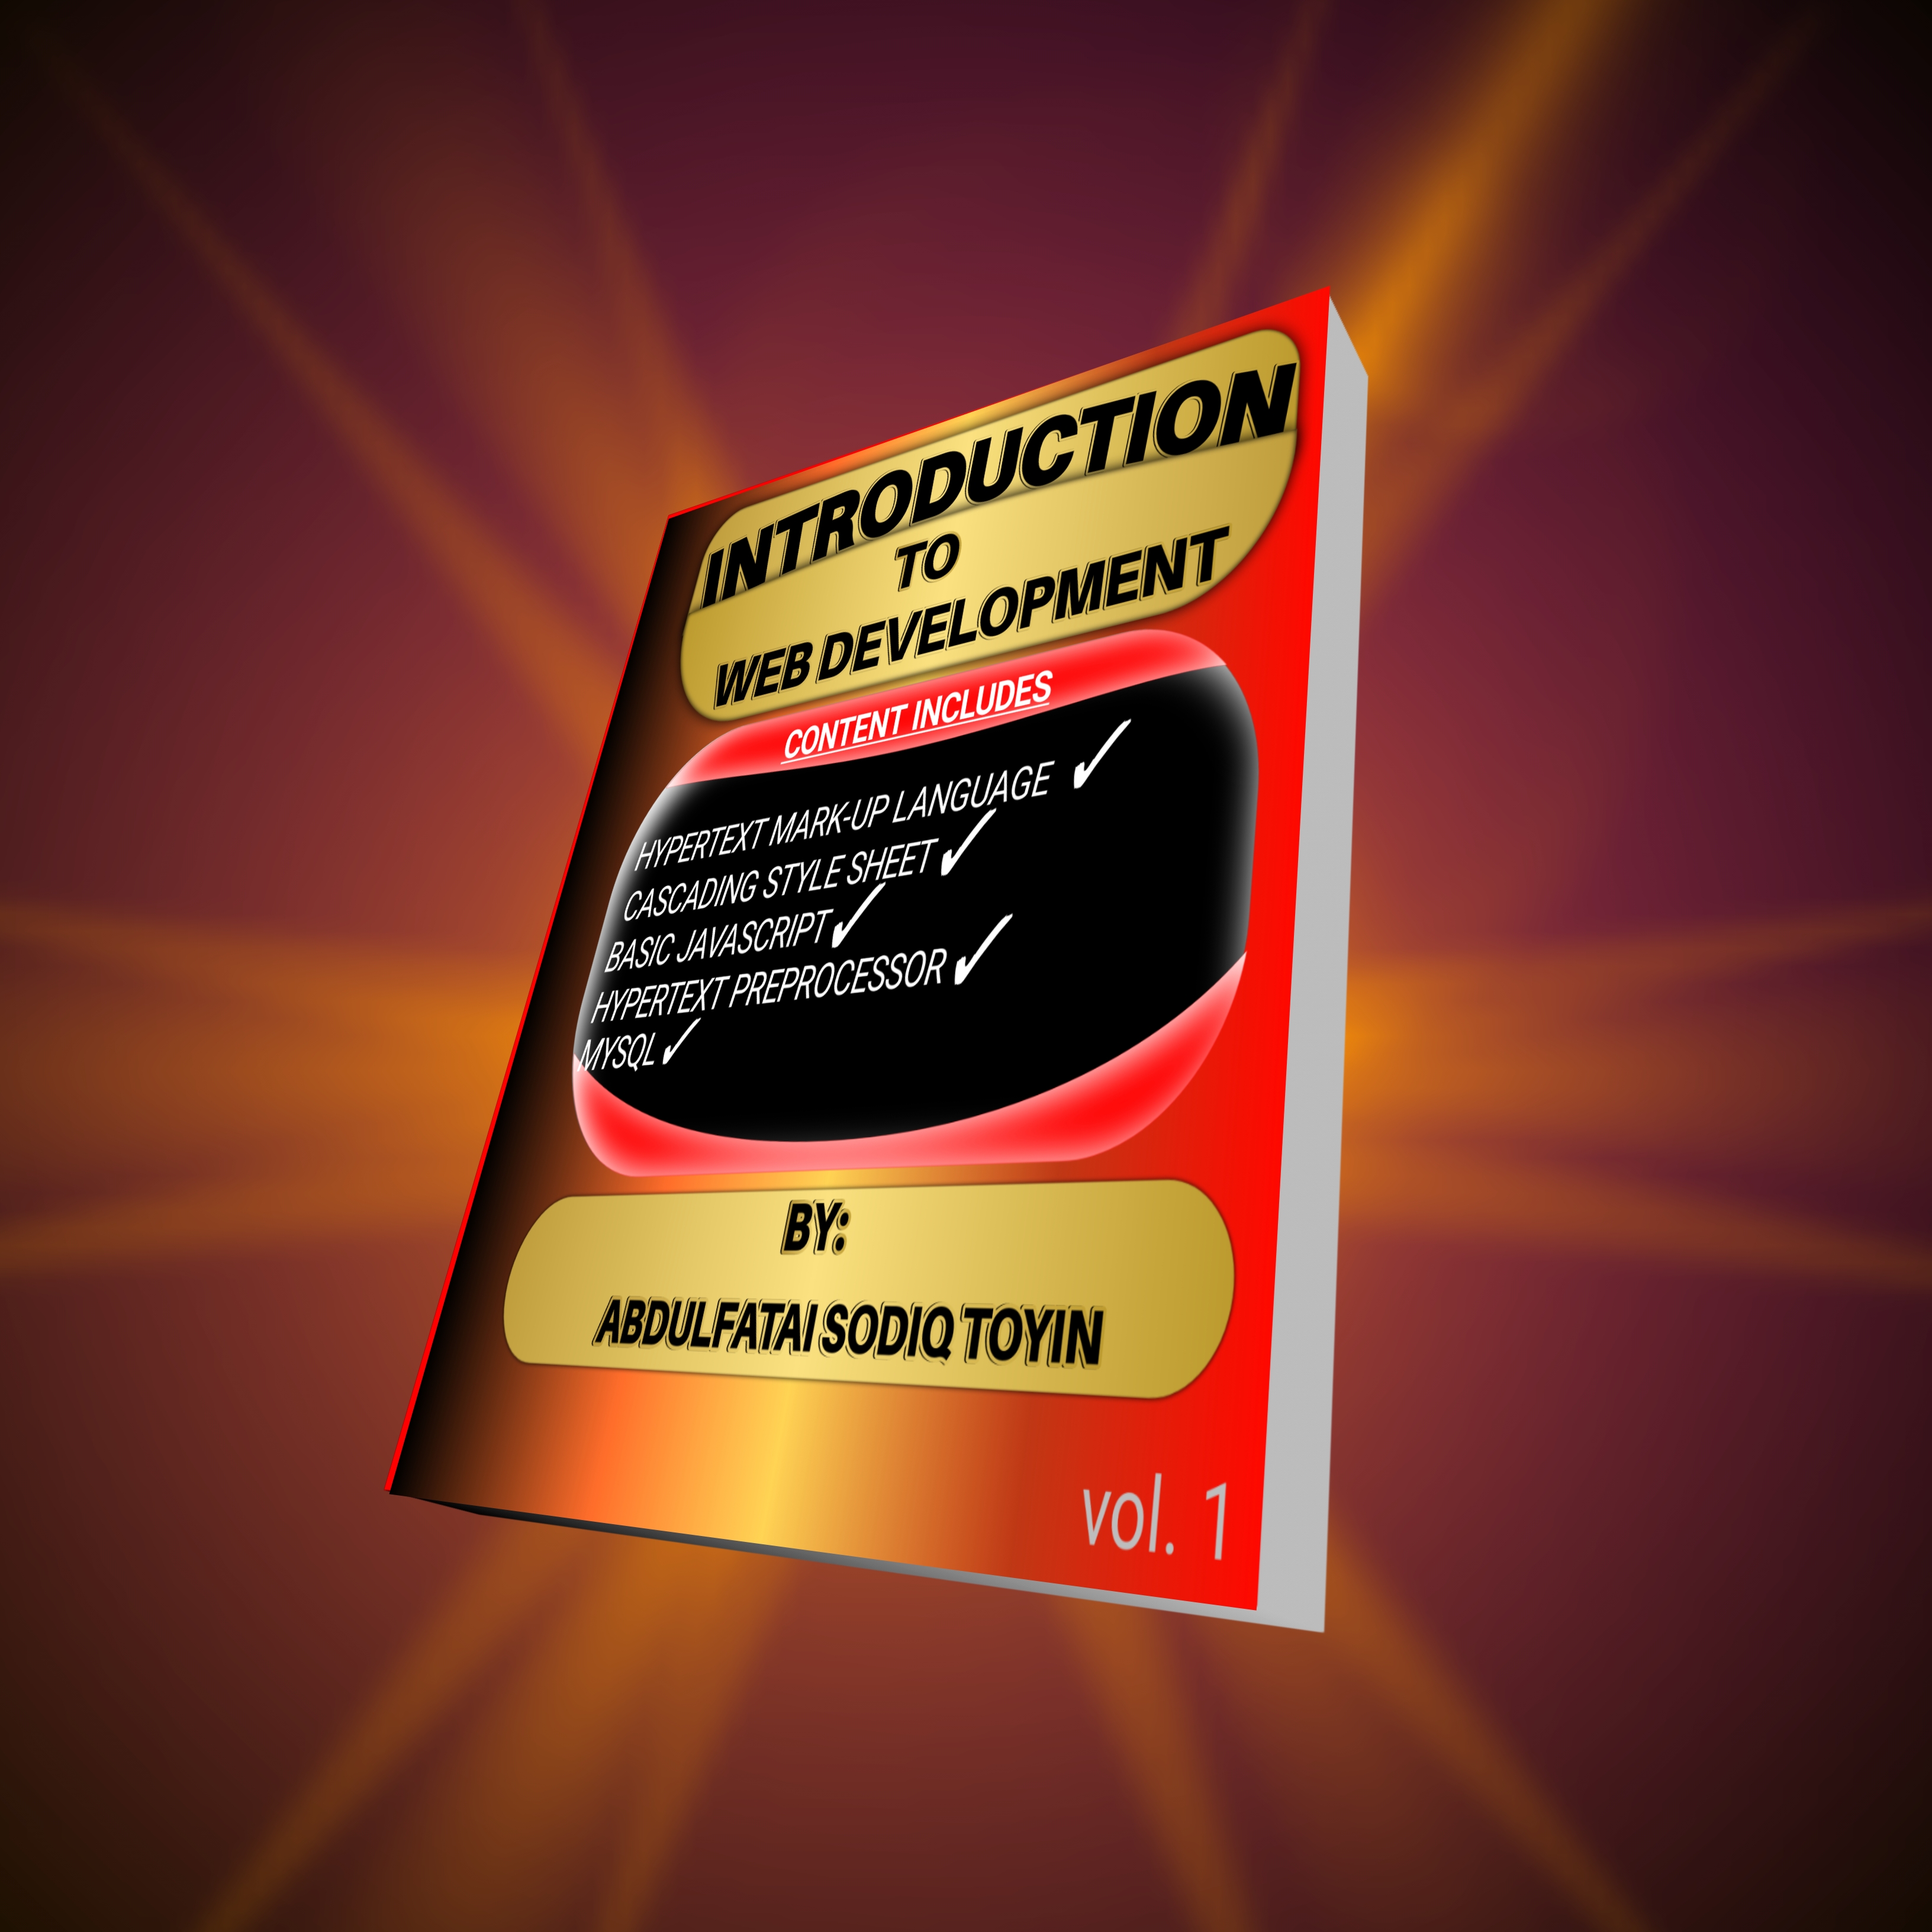 INTRODUCTION
TO
WEB DEVELOPMENT
CONTENT INCLUDES
HYPERTEXT MARK-UP LANGUAGE ✔
CASCADING STYLE SHEET ✔
BASIC JAVASCRIPT ✔
HYPERTEXT PREPROCESSOR ✔
MYSQL ✔
BY:
ABDULFATAI SODIQ TOYIN
vol. 1